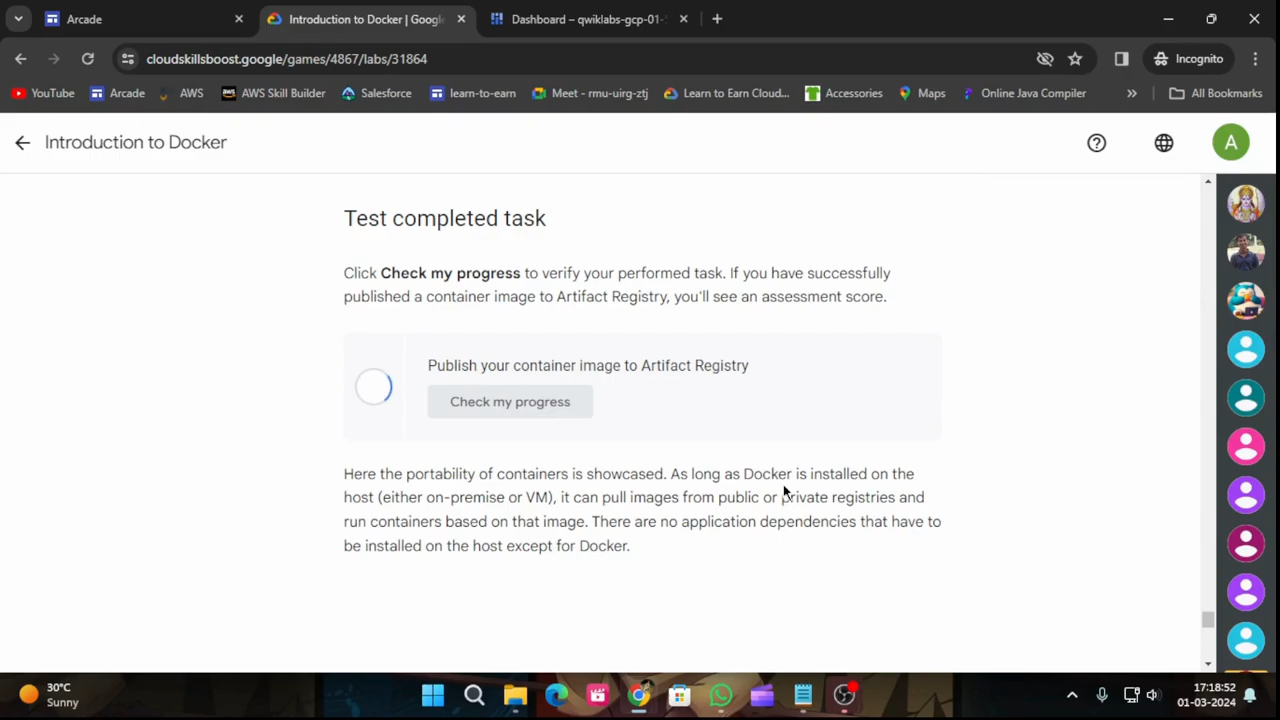 Arcade
Introduction to Docker | Google
Dashboard – qwiklabs-gcp-01-
cloudskillsboost.google/games/4867/labs/31864
Incognito
YouTube
Arcade
AWS
aws
AWS Skill Builder
Salesforce
learn-to-earn
Meet - rmu-uirg-ztj
Learn to Earn Cloud...
Accessories
Maps
Online Java Compiler
»
All Bookmarks
Introduction to Docker
A
Test completed task
Click Check my progress to verify your performed task. If you have successfully
published a container image to Artifact Registry, you'll see an assessment score.
Publish your container image to Artifact Registry
Check my progress
Here the portability of containers is showcased. As long as Docker is installed on the
host (either on-premise or VM), it can pull images from public or private registries and
run containers based on that image. There are no application dependencies that have to
be installed on the host except for Docker.
30°C
Sunny
17:18:52
01-03-2024